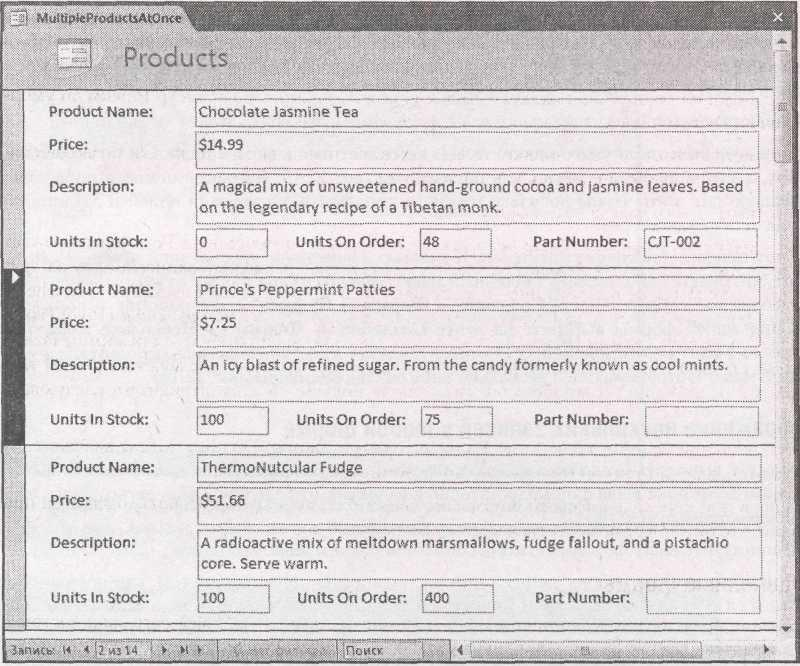 MultipleProductsAtOnce
Products
Product Name: Chocolate Jasmine Tea
Price: $14.99
Description: A magical mix of unsweetened hand-ground cocoa and jasmine leaves. Based
on the legendary recipe of a Tibetan monk.
Units In Stock: 0 Units On Order: 48 Part Number: CJT-002
Product Name: Prince's Peppermint Patties
Price: $7.25
Description: An icy blast of refined sugar. From the candy formerly known as cool mints.
Units In Stock: 100 Units On Order: 75 Part Number:
Product Name: ThermoNutcular Fudge
Price: $51.66
Description: A radioactive mix of meltdown marsmallows, fudge fallout, and a pistachio
core. Serve warm.
Units In Stock: 100 Units On Order: 400 Part Number:
Запись: 2 из 14 Поиск